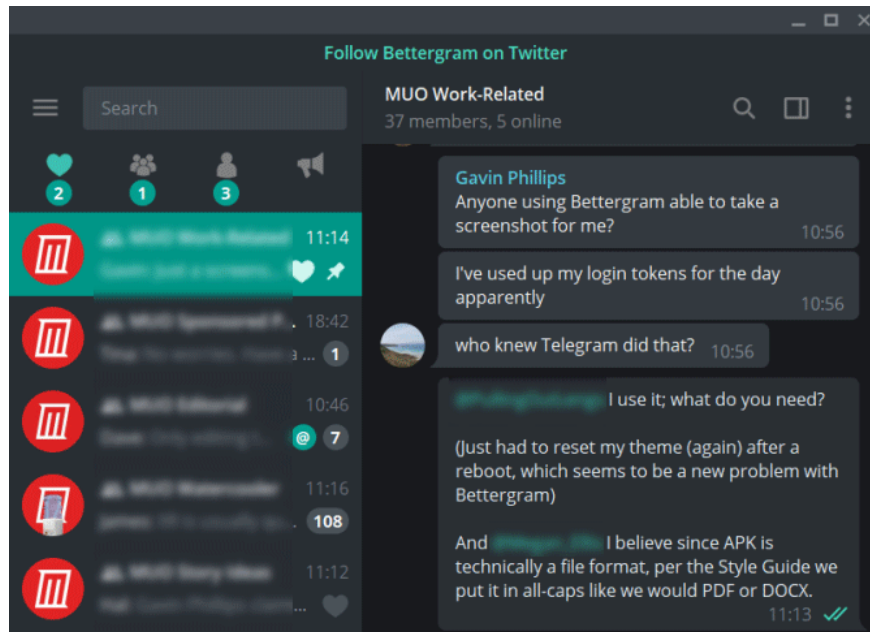 Follow Bettergram on Twitter
Search
2
1
3
11:14
18:42
1
10:46
@ 7
11:16
108
11:12
MUO Work-Related
37 members, 5 online
Gavin Phillips
Anyone using Bettergram able to take a
screenshot for me?
10:56
I've used up my login tokens for the day
apparently
10:56
who knew Telegram did that?
10:56
I use it; what do you need?
(Just had to reset my theme (again) after a
reboot, which seems to be a new problem with
Bettergram)
And I believe since APK is
technically a file format, per the Style Guide we
put it in all-caps like we would PDF or DOCX.
11:13